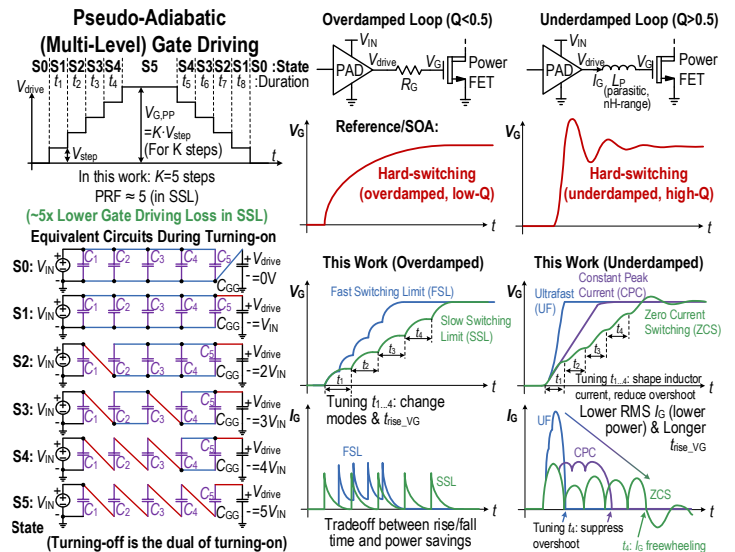 Pseudo-Adiabatic
(Multi-Level) Gate Driving
S0 S1 S2 S3 S4 S5 S4 S3 S2 S1 S0 :State
t1 t2 t3 t4 t5 t6 t7 t8 :Duration
Vdrive
VG,PP
=K·Vstep
(For K steps)
Vstep
t
In this work: K=5 steps
PRF ≈ 5 (in SSL)
(~5x Lower Gate Driving Loss in SSL)
Equivalent Circuits During Turning-on
S0: VIN + - C1 C2 C3 C4 C5 CGG + Vdrive - =0V
S1: VIN + - C1 C2 C3 C4 C5 CGG + Vdrive - =VIN
S2: VIN + - C1 C2 C3 C4 C5 CGG + Vdrive - =2VIN
S3: VIN + - C1 C2 C3 C4 C5 CGG + Vdrive - =3VIN
S4: VIN + - C1 C2 C3 C4 C5 CGG + Vdrive - =4VIN
S5: VIN + - C1 C2 C3 C4 C5 CGG + Vdrive - =5VIN
State
(Turning-off is the dual of turning-on)
Overdamped Loop (Q<0.5)
VIN
PAD
Vdrive
RG
VG
Power
FET
VG
Reference/SOA:
Hard-switching
(overdamped, low-Q)
t
This Work (Overdamped)
VG
Fast Switching Limit (FSL)
Slow Switching
Limit (SSL)
t1 t2 t3 t4
t
Tuning t1...4: change
modes & trise_VG
IG
FSL
SSL
t
Tradeoff between rise/fall
time and power savings
Underdamped Loop (Q>0.5)
VIN
PAD
Vdrive
IG
LP
(parasitic,
nH-range)
VG
Power
FET
VG
Hard-switching
(underdamped, high-Q)
t
This Work (Underdamped)
VG
Constant Peak
Current (CPC)
Ultrafast
(UF)
Zero Current
Switching (ZCS)
t1 t2 t3 t4
t
Tuning t1...4: shape inductor
current, reduce overshoot
IG
Lower RMS IG (lower
power) & Longer
trise_VG
UF
CPC
ZCS
t
Tuning t4: suppress
overshoot
t4: IG freewheeling